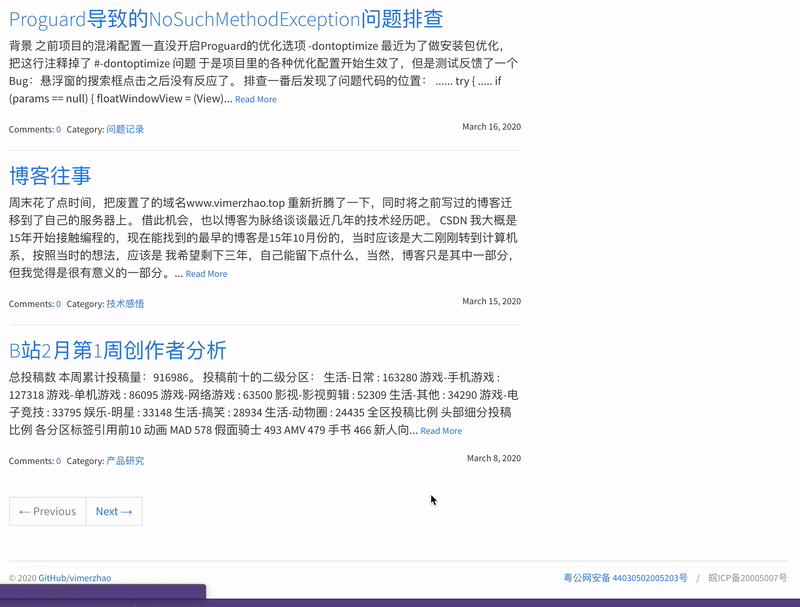 Proguard导致的NoSuchMethodException问题排查
背景 之前项目的混淆配置一直没开启Proguard的优化选项 -dontoptimize 最近为了做安装包优化，
把这行注释掉了 #-dontoptimize 问题 于是项目里的各种优化配置开始生效了，但是测试反馈了一个
Bug：悬浮窗的搜索框点击之后没有反应了。 排查一番后发现了问题代码的位置： ...... try { ..... if
(params == null) { floatWindowView = (View)... Read More
Comments: 0 Category: 问题记录 March 16, 2020
博客往事
周末花了点时间，把废置了的域名www.vimerzhao.top 重新折腾了一下，同时将之前写过的博客迁
移到了自己的服务器上。 借此机会，也以博客为脉络谈谈最近几年的技术经历吧。 CSDN 我大概是
15年开始接触编程的，现在能找到的最早的博客是15年10月份的，当时应该是大二刚刚转到计算机
系，按照当时的想法，应该是 我希望剩下三年，自己能留下点什么，当然，博客只是其中一部分，
但我觉得是很有意义的一部分。... Read More
Comments: 0 Category: 技术感悟 March 15, 2020
B站2月第1周创作者分析
总投稿数 本周累计投稿量：916986。 投稿前十的二级分区： 生活-日常 : 163280 游戏-手机游戏 :
127318 游戏-单机游戏 : 86095 游戏-网络游戏 : 63500 影视-影视剪辑 : 52309 生活-其他 : 34290 游戏-电
子竞技 : 33795 娱乐-明星 : 33148 生活-搞笑 : 28934 生活-动物圈 : 24435 全区投稿比例 头部细分投稿
比例 各分区标签引用前10 动画 MAD 578 假面骑士 493 AMV 479 手书 466 新人向... Read More
Comments: 0 Category: 产品研究 March 8, 2020
← Previous Next →
© 2020 GitHub/vimerzhao 粤公网安备 44030502005203号 / 皖ICP备20005007号